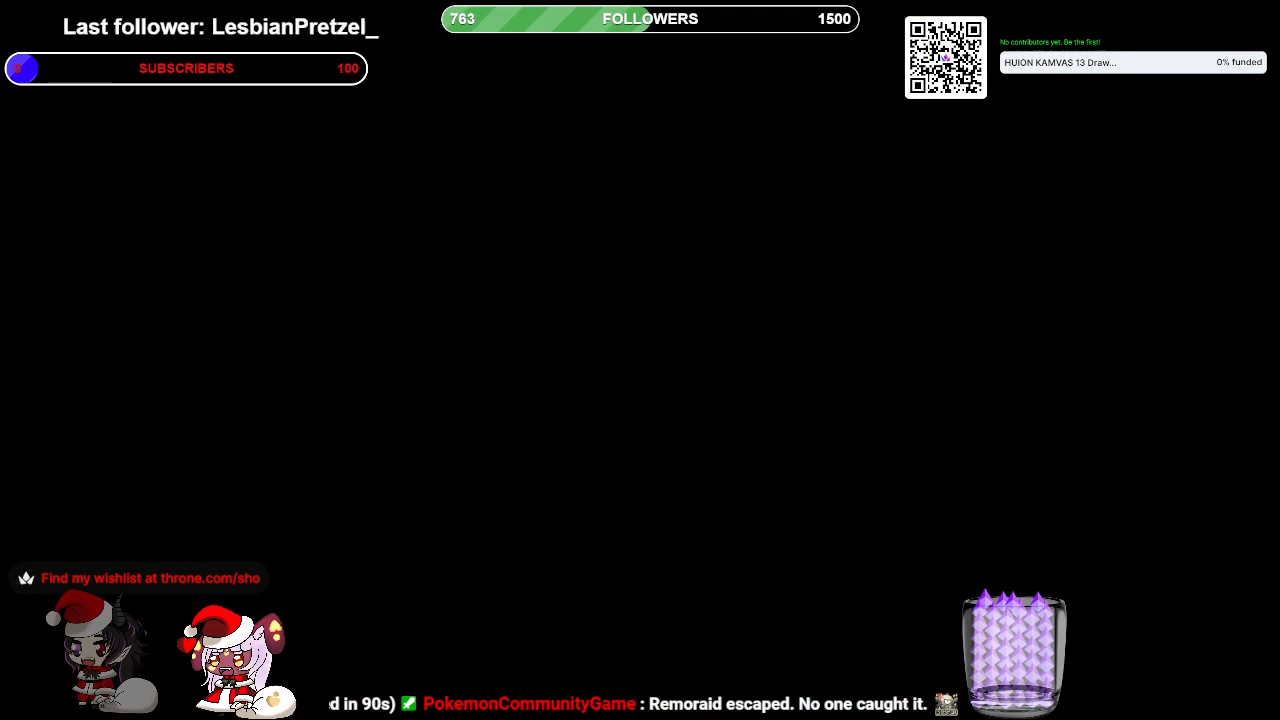 Last follower: LesbianPretzel_
763 FOLLOWERS 1500
9 SUBSCRIBERS 100
No contributors yet. Be the first!
HUION KAMVAS 13 Draw... 0% funded
Find my wishlist at throne.com/sho
d in 90s) ✅ PokemonCommunityGame : Remoraid escaped. No one caught it.